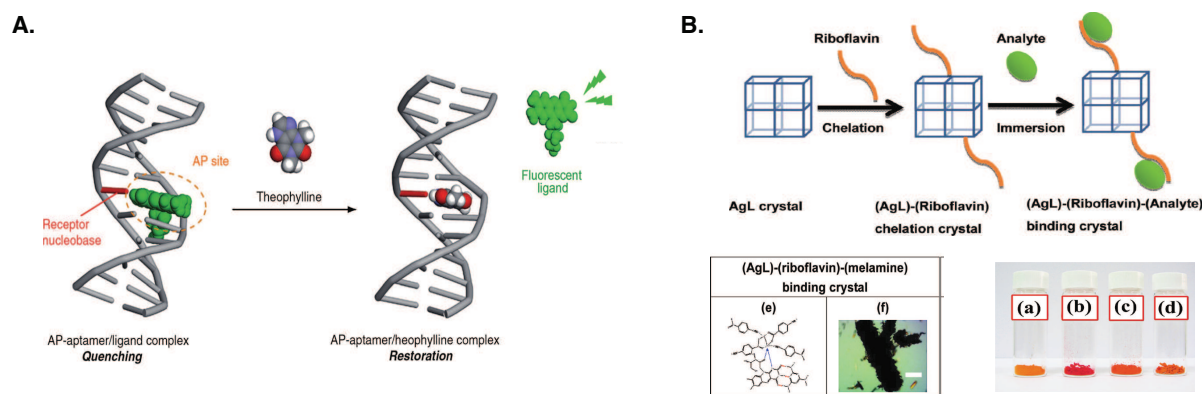 A.
AP site
Receptor
nucleobase
Theophylline
Fluorescent
ligand
AP-aptamer/ligand complex
Quenching
AP-aptamer/heophylline complex
Restoration
B.
Riboflavin
Analyte
Chelation
Immersion
AgL crystal
(AgL)-(Riboflavin)
chelation crystal
(AgL)-(Riboflavin)-(Analyte)
binding crystal
(AgL)-(riboflavin)-(melamine)
binding crystal
(e)
(f)
(a)
(b)
(c)
(d)